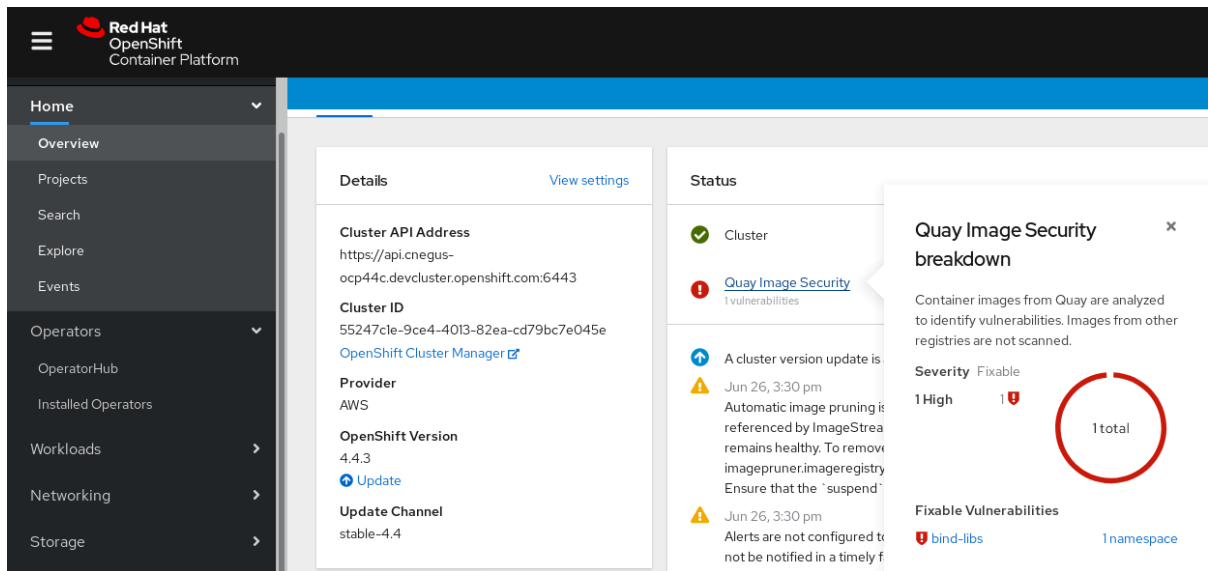 Red Hat
OpenShift
Container Platform
Home
Overview
Projects
Search
Explore
Events
Operators
OperatorHub
Installed Operators
Workloads
Networking
Storage
Details
View settings
Cluster API Address
https://api.cnegus-
ocp44c.devcluster.openshift.com:6443
Cluster ID
55247c1e-9ce4-4013-82ea-cd79bc7e045e
OpenShift Cluster Manager
Provider
AWS
OpenShift Version
4.4.3
Update
Update Channel
stable-4.4
Status
Cluster
Quay Image Security
1 vulnerabilities
A cluster version update is
Jun 26, 3:30 pm
Automatic image pruning is
referenced by ImageStrea
remains healthy. To remove
imagepruner.imageregistry
Ensure that the `suspend`
Jun 26, 3:30 pm
Alerts are not configured to
not be notified in a timely f
Quay Image Security
breakdown
Container images from Quay are analyzed
to identify vulnerabilities. Images from other
registries are not scanned.
Severity Fixable
1 High 1
1 total
Fixable Vulnerabilities
bind-libs 1 namespace